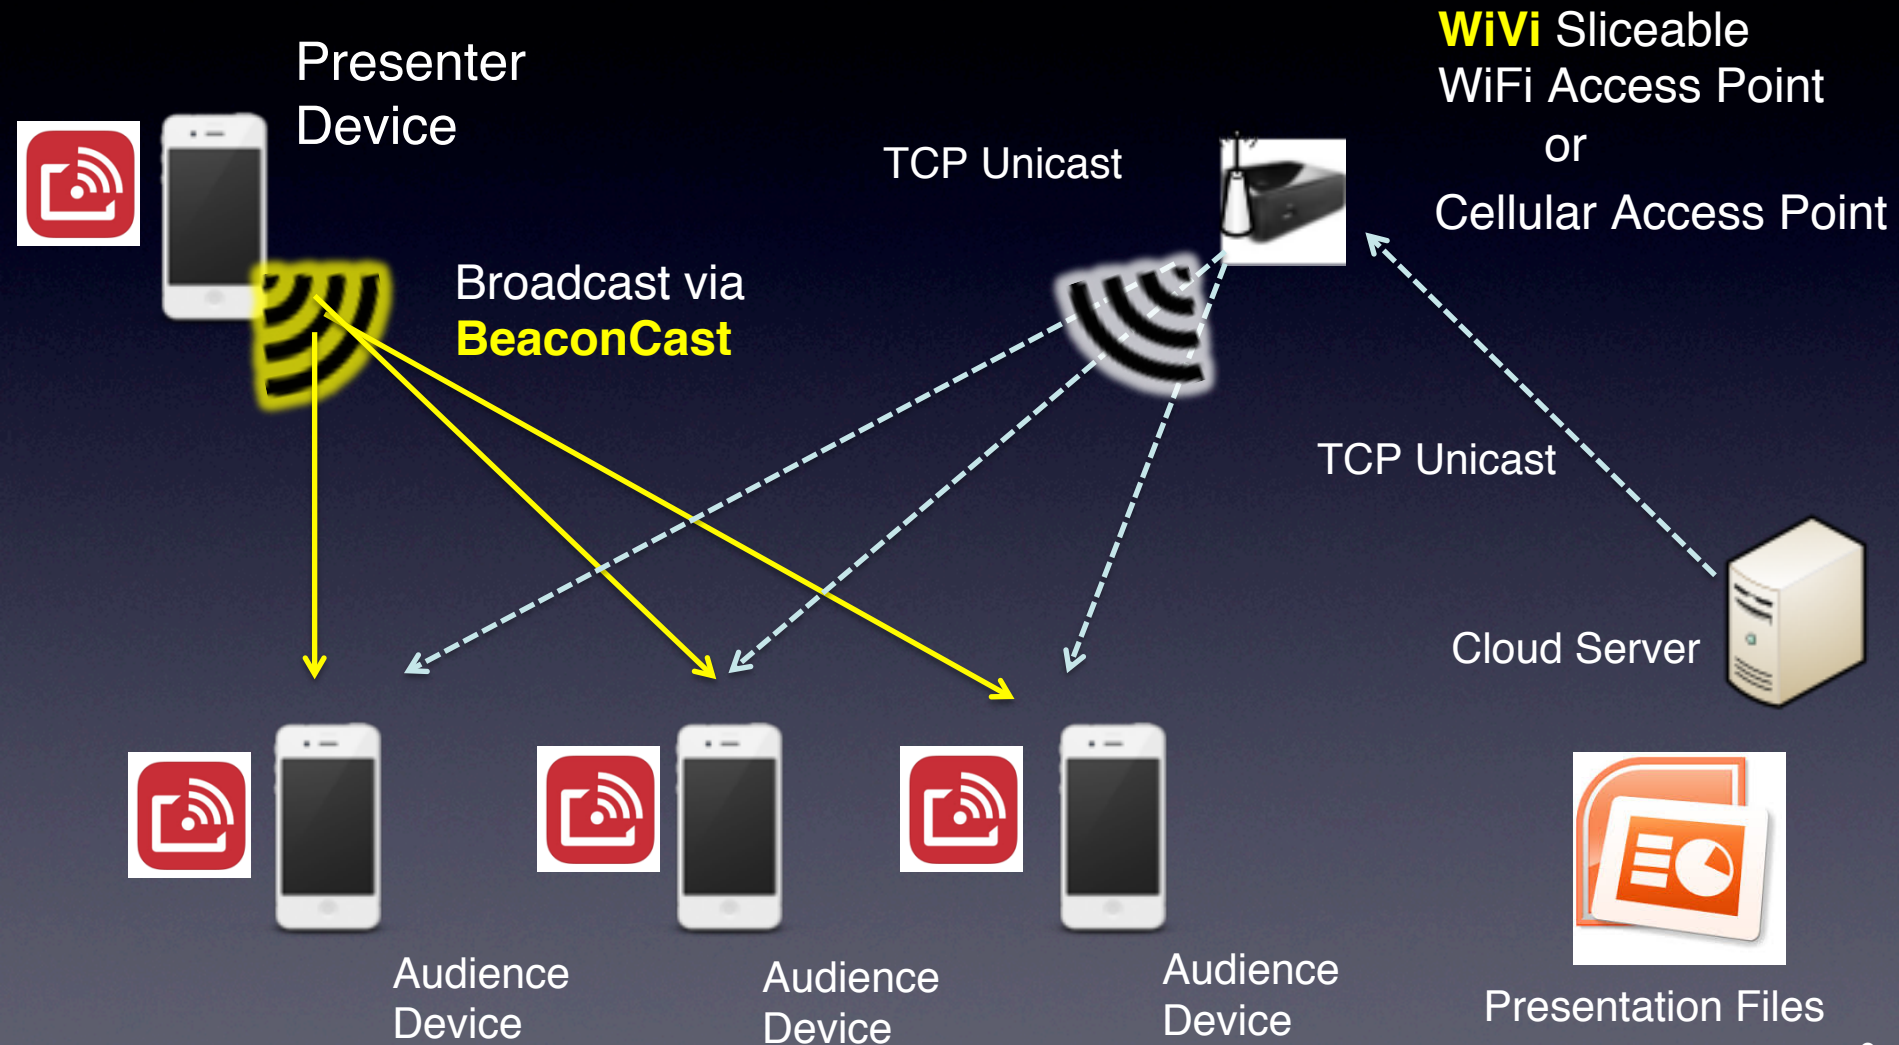 Presenter
Device
WiVi Sliceable
WiFi Access Point
or
Cellular Access Point
TCP Unicast
Broadcast via
BeaconCast
TCP Unicast
Cloud Server
Audience
Device
Audience
Device
Audience
Device
Presentation Files